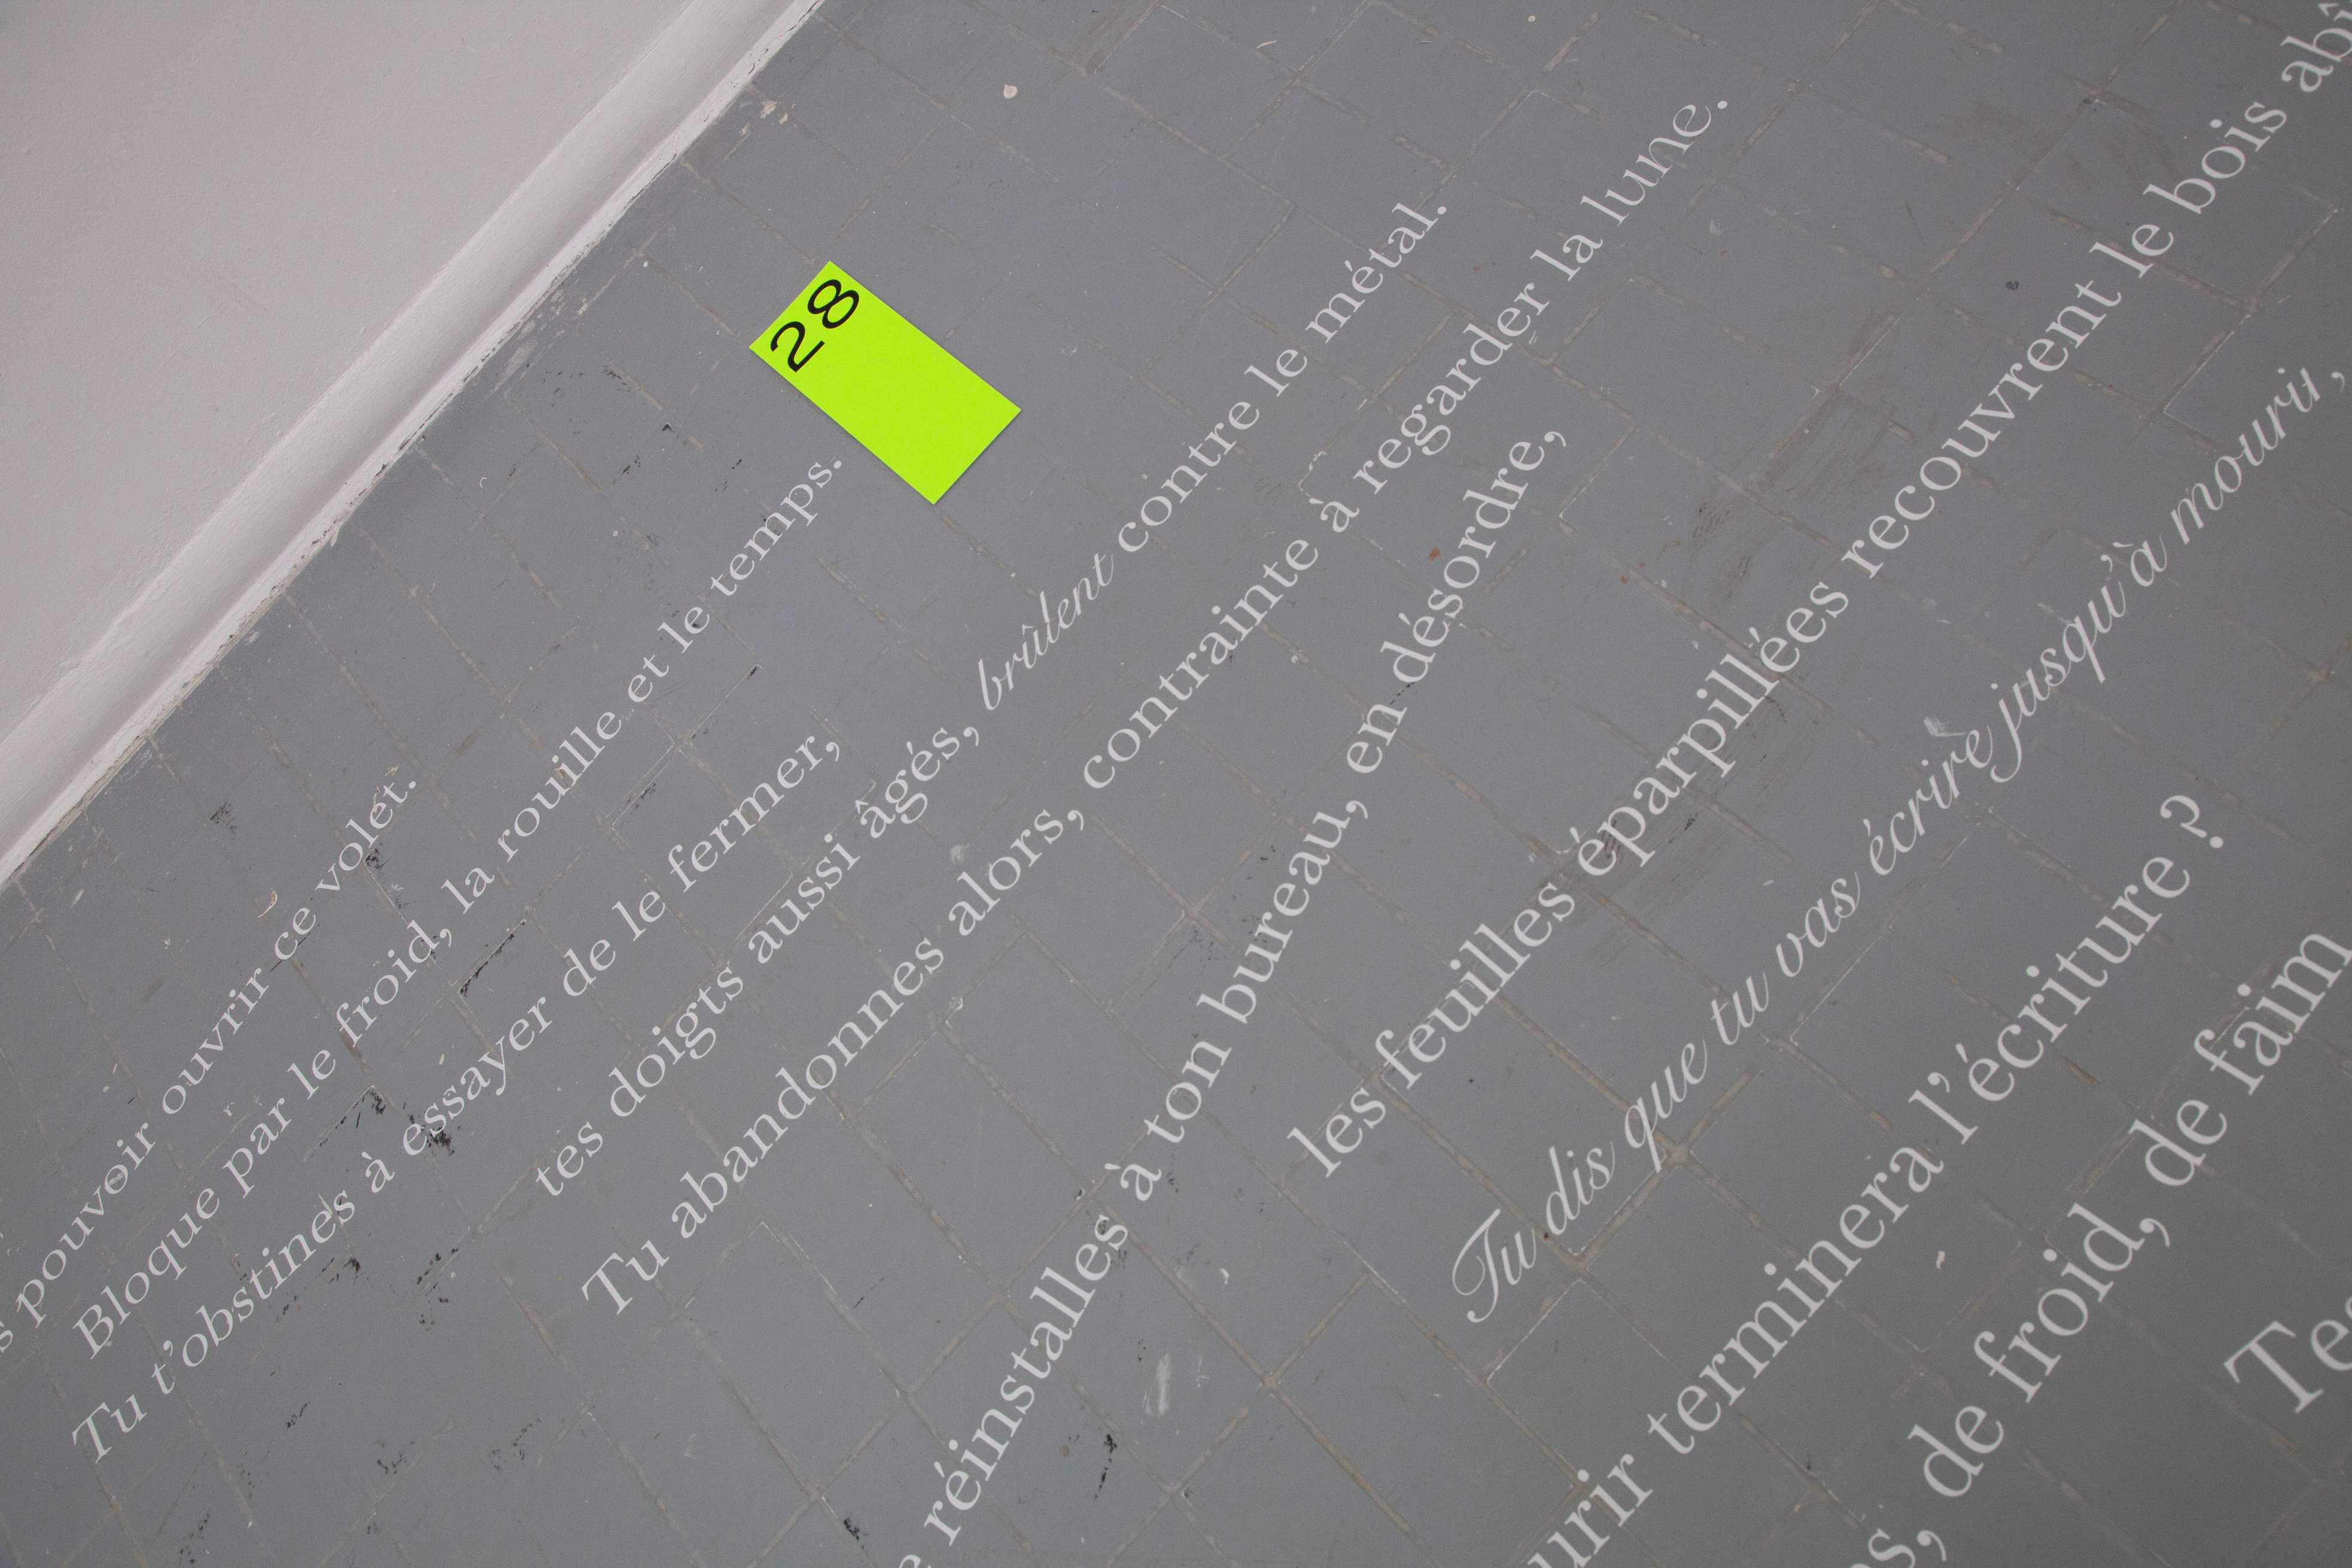 28
pouvoir ouvrir ce volet.
Bloque par le froid, la rouille et le temps.
Tu t'obstines à essayer de le fermer,
tes doigts aussi âgés, brûlent contre le métal.
Tu abandonnes alors, contrainte à regarder la lune.
réinstalles à ton bureau, en désordre,
les feuilles éparpillées recouvrent le bois
Tu dis que tu vas écrire jusqu'à mourir,
terminera l'écriture ?
de froid, de faim